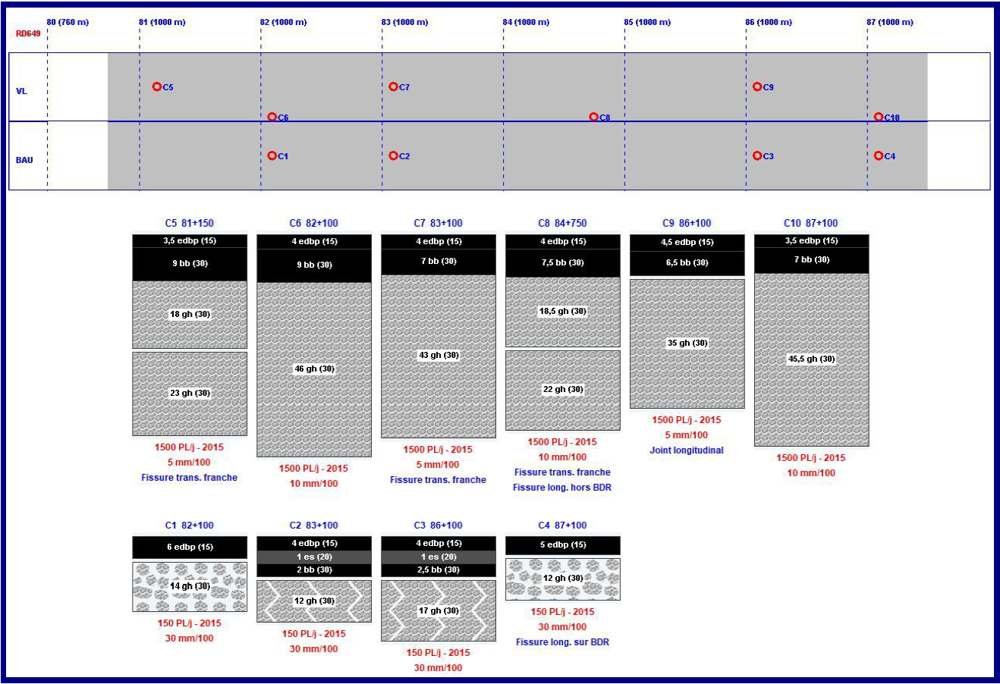 80 (760 m) 81 (1000 m) 82 (1000 m) 83 (1000 m) 84 (1000 m) 85 (1000 m) 86 (1000 m) 87 (1000 m)
RD649
VL
C5 C7 C9
C6 C8 C10
BAU
C1 C2 C3 C4
C5 81+150
3,5 edbp (15)
9 bb (30)
18 gh (30)
23 gh (30)
1500 PL/j - 2015
5 mm/100
Fissure trans. franche
C6 82+100
4 edbp (15)
9 bb (30)
46 gh (30)
1500 PL/j - 2015
10 mm/100
C7 83+100
4 edbp (15)
7 bb (30)
43 gh (30)
1500 PL/j - 2015
5 mm/100
Fissure trans. franche
C8 84+750
4 edbp (15)
7,5 bb (30)
18,5 gh (30)
22 gh (30)
1500 PL/j - 2015
10 mm/100
Fissure trans. franche
Fissure long. hors BDR
C9 86+100
4,5 edbp (15)
6,5 bb (30)
35 gh (30)
1500 PL/j - 2015
5 mm/100
Joint longitudinal
C10 87+100
3,5 edbp (15)
7 bb (30)
45,5 gh (30)
1500 PL/j - 2015
10 mm/100
C1 82+100
6 edbp (15)
14 gh (30)
150 PL/j - 2015
30 mm/100
C2 83+100
4 edbp (15)
1 es (20)
2 bb (30)
12 gh (30)
150 PL/j - 2015
30 mm/100
C3 86+100
4 edbp (15)
1 es (20)
2,5 bb (30)
17 gh (30)
150 PL/j - 2015
30 mm/100
C4 87+100
5 edbp (15)
12 gh (30)
150 PL/j - 2015
30 mm/100
Fissure long. sur BDR